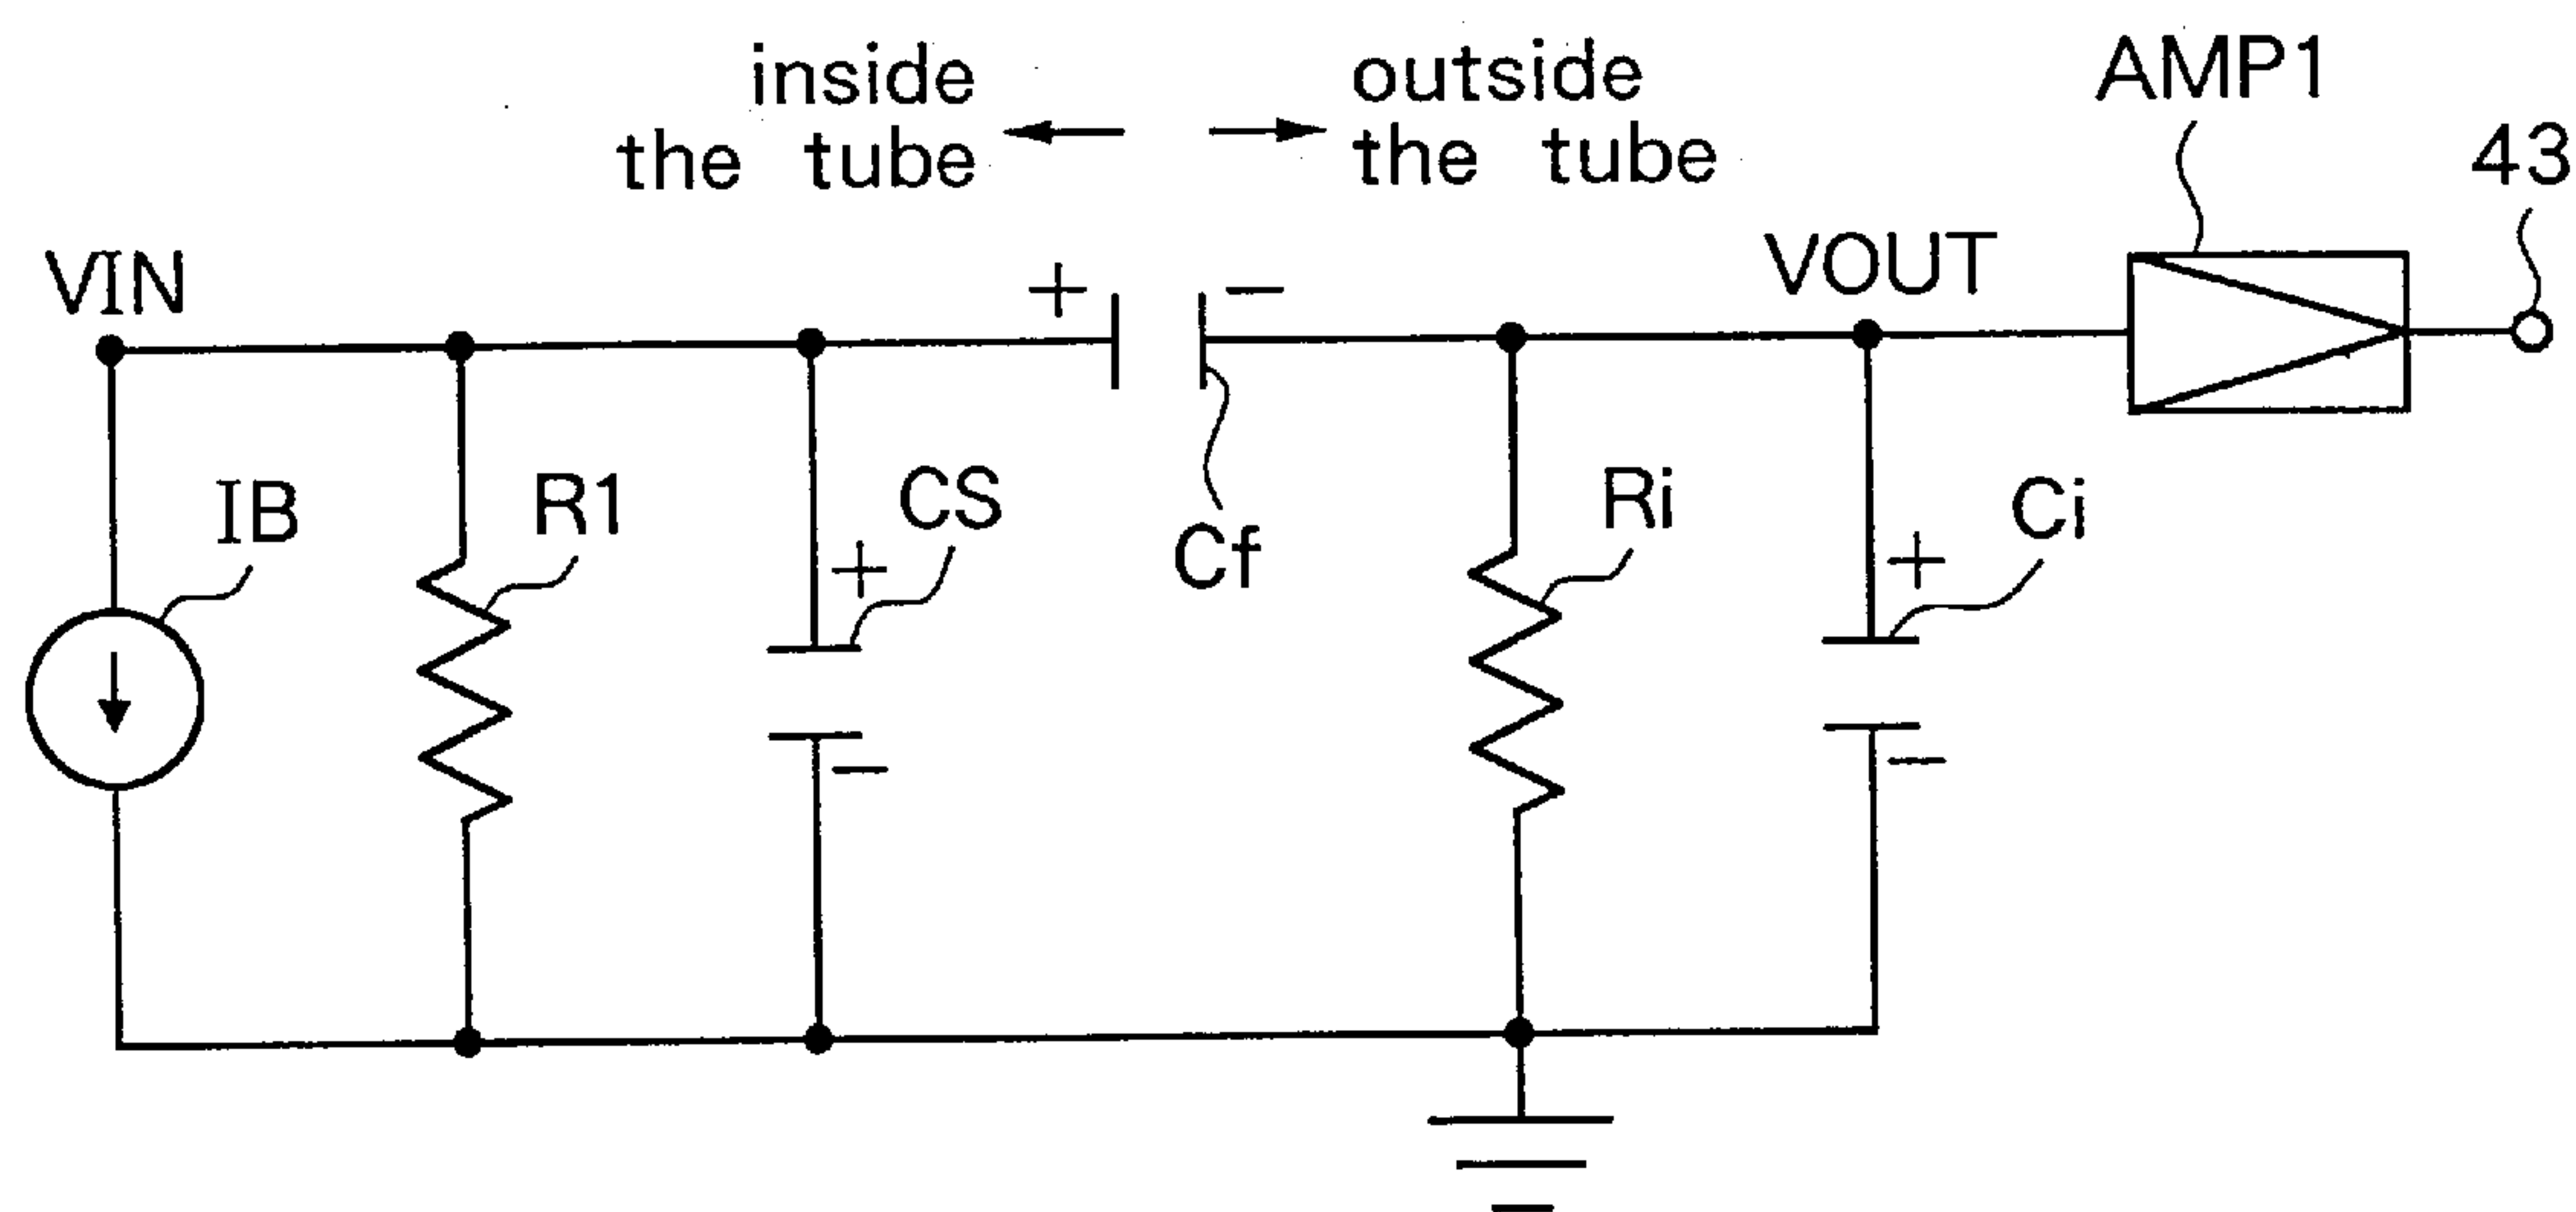 inside
the tube
outside
the tube
AMP1
43
VIN
+
−
VOUT
IB
R1
CS
+
−
Cf
Ri
Ci
+
−